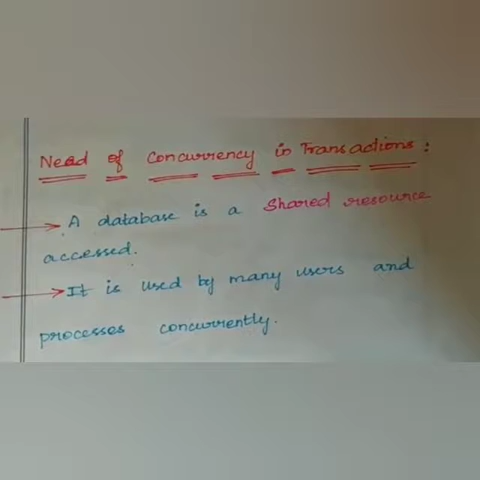 Need of Concurrency in Transactions :
→ A database is a Shared resource
accessed.
→ It is used by many users and
processes concurrently.